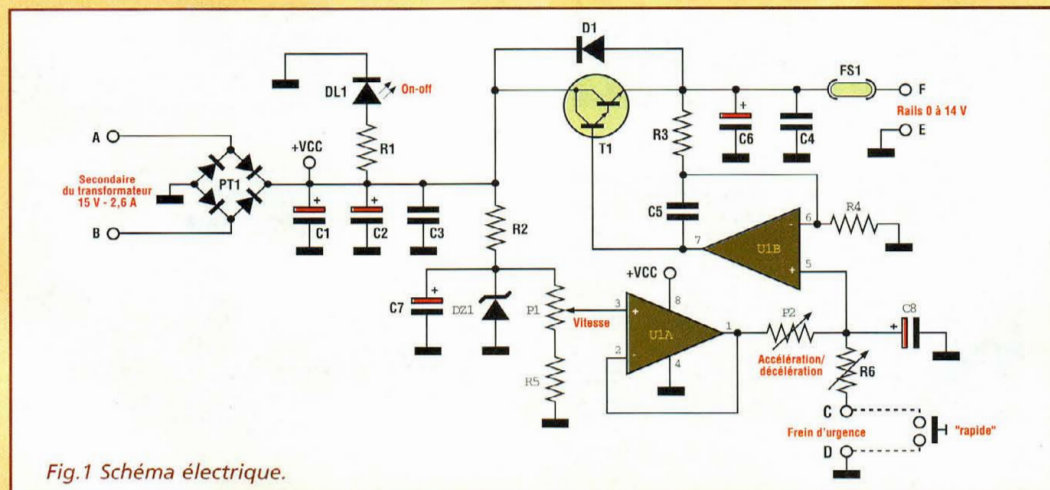 D1
DL1
On-off
A
R1
T1
R3
+
C6
C4
FS1
F
Rails 0 à 14 V
E
+VCC
Secondaire
du transformateur
15 V - 2,6 A
PT1
B
+
C1
+
C2
C3
R2
C5
6
-
R4
7
U1B
5
+
+VCC
C7
+
DZ1
P1
Vitesse
3
+
8
U1A
1
P2
Accélération/
décélération
+
C8
2
-
4
R5
R6
C
Frein d'urgence
"rapide"
D
Fig.1 Schéma électrique.